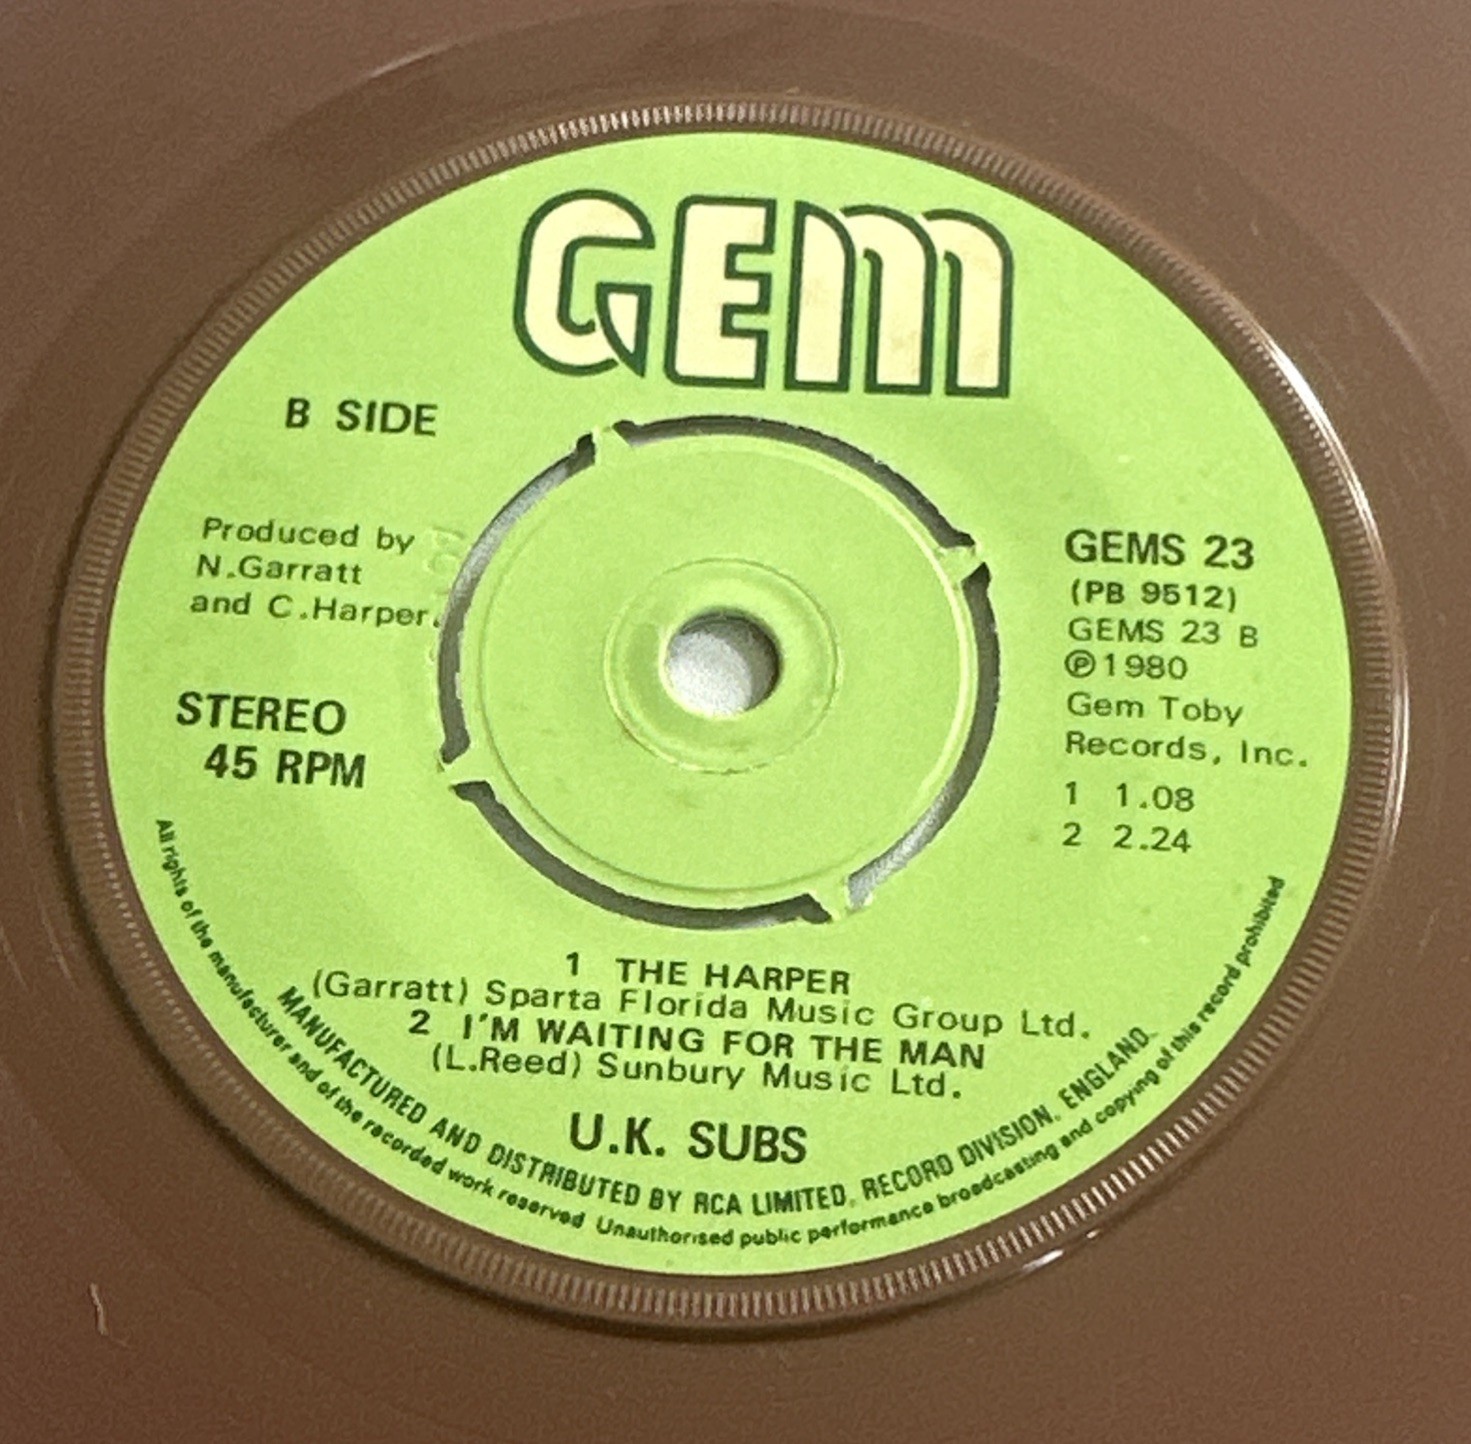 GEM
B SIDE
Produced by
N.Garratt
and C.Harper.
STEREO
45 RPM
GEMS 23
(PB 9512)
GEMS 23 B
℗1980
Gem Toby
Records, Inc.
1 1.08
2 2.24
1 THE HARPER
(Garratt) Sparta Florida Music Group Ltd.
2 I'M WAITING FOR THE MAN
(L.Reed) Sunbury Music Ltd.
U.K. SUBS
MANUFACTURED AND DISTRIBUTED BY RCA LIMITED. RECORD DIVISION. ENGLAND.
All rights of the manufacturer and of the recorded work reserved Unauthorised public performance broadcasting and copying of this record prohibited